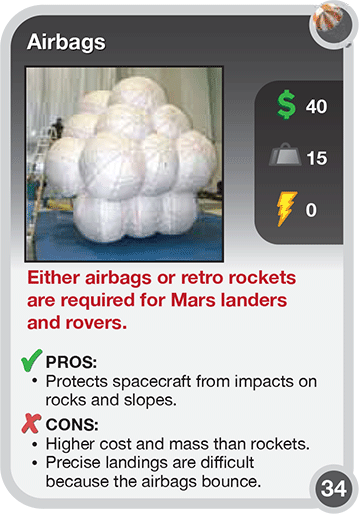 Airbags
$ 40
15
0
Either airbags or retro rockets
are required for Mars landers
and rovers.
PROS:
• Protects spacecraft from impacts on
rocks and slopes.
CONS:
• Higher cost and mass than rockets.
• Precise landings are difficult
because the airbags bounce.
34